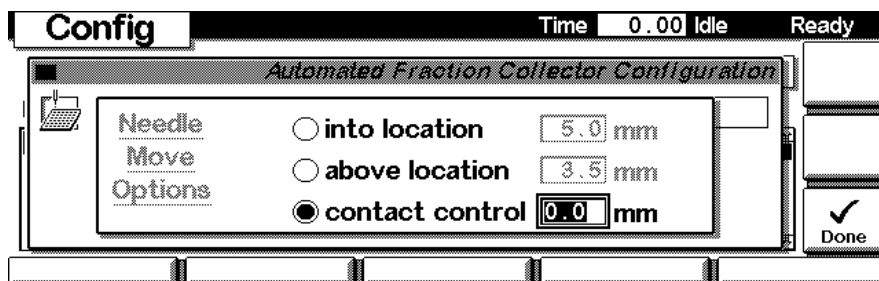 Config Time 0.00 Idle Ready
Automated Fraction Collector Configuration
Needle into location 5.0 mm
Move above location 3.5 mm
Options contact control 0.0 mm
Done